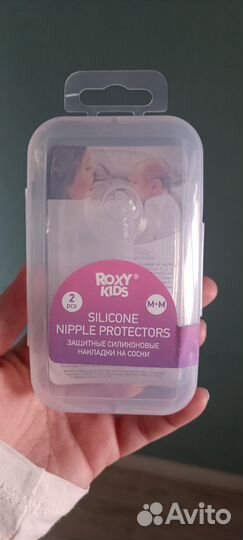 ROXY
KIDS
2
pcs
M+M
SILICONE
NIPPLE PROTECTORS
ЗАЩИТНЫЕ СИЛИКОНОВЫЕ
НАКЛАДКИ НА СОСКИ
Avito